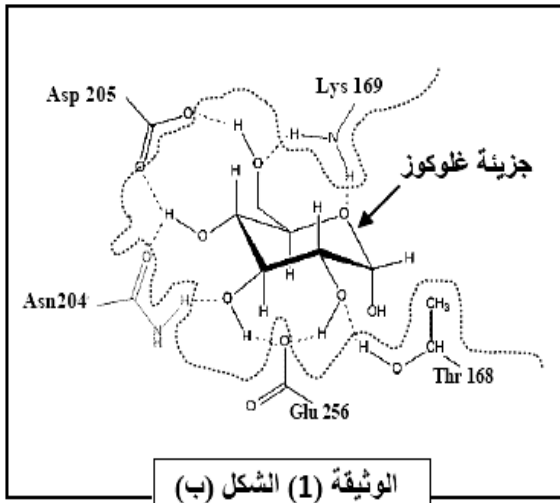 Asp 205
Lys 169
جزيئة غلوكوز
O
O
H
O
H
N
H
H
H
H
O
O
H
O
H
H
Asn204
N
H
H
O
H
O
H
H
OH
CH3
O
O
Glu 256
H
O
CH
Thr 168
الوثيقة (1) الشكل (ب)